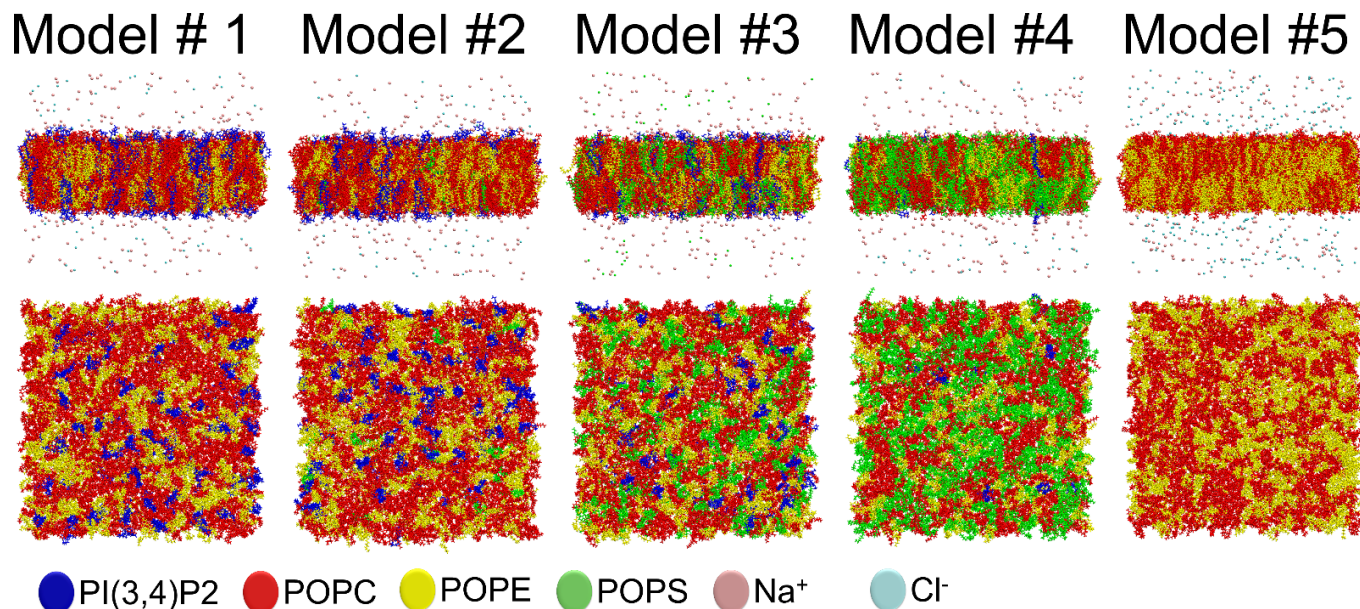 Model # 1 Model #2 Model #3 Model #4 Model #5
PI(3,4)P2 POPC POPE POPS Na⁺ Cl⁻